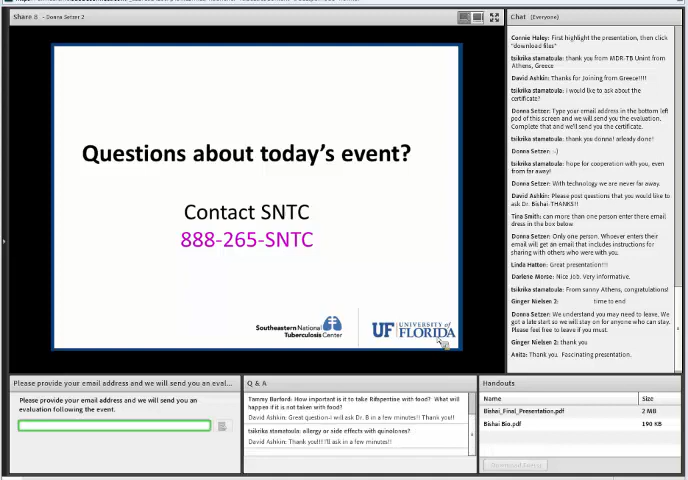 Share 8 - Donna Setzer 2
Questions about today's event?
Contact SNTC
888-265-SNTC
Southeastern National
Tuberculosis Center
UF UNIVERSITY of
FLORIDA
Chat (Everyone)
Connie Haley: First highlight the presentation, then click
"download files"
tsikrika stamatoula: thank you from MDR-TB Unint from
Athens, Greece
David Ashkin: Thanks for Joining from Greece!!!!
tsikrika stamatoula: i would like to ask about the
certificate?
Donna Setzer: Type your email address in the bottom left
pod of this screen and we will send you the evaluation.
Complete that and we'll send you the certificate.
tsikrika stamatoula: thank you donna! already done!
Donna Setzer: :-)
tsikrika stamatoula: hope for cooperation with you, even
from far away!
Donna Setzer: With technology we are never far away.
David Ashkin: Please post questions that you would like to
ask Dr. Bishai-THANKS!!
Tina Smith: can more than one person enter there email
dress in the box below
Donna Setzer: Only one person. Whoever enters their
email will get an email that includes instructions for
sharing with others who were with you.
Linda Hatton: Great presentation!!!
Darlene Morse: Nice Job. Very informative.
tsikrika stamatoula: From sanny Athens, congratulations!
Ginger Nielsen 2: time to end
Donna Setzer: We understand you may need to leave. We
got a late start so we will stay on for anyone who can stay.
Please feel free to leave if you must.
Ginger Nielsen 2: thank you
Anita: Thank you. Fascinating presentation.
Please provide your email address and we will send you an eval...
Please provide your email address and we will send you an
evaluation following the event.
Q & A
Tammy Burford: How important is it to take Rifapentine with food? What will
happen if it is not taken with food?
David Ashkin: Great question-I will ask Dr. B in a few minutes!! Thank you!!
tsikrika stamatoula: allergy or side effects with quinolones?
David Ashkin: Thank you!!! I'll ask in a few minutes!!
Handouts
Name Size
Bishai_Final_Presentation.pdf 2 MB
Bishai Bio.pdf 190 KB